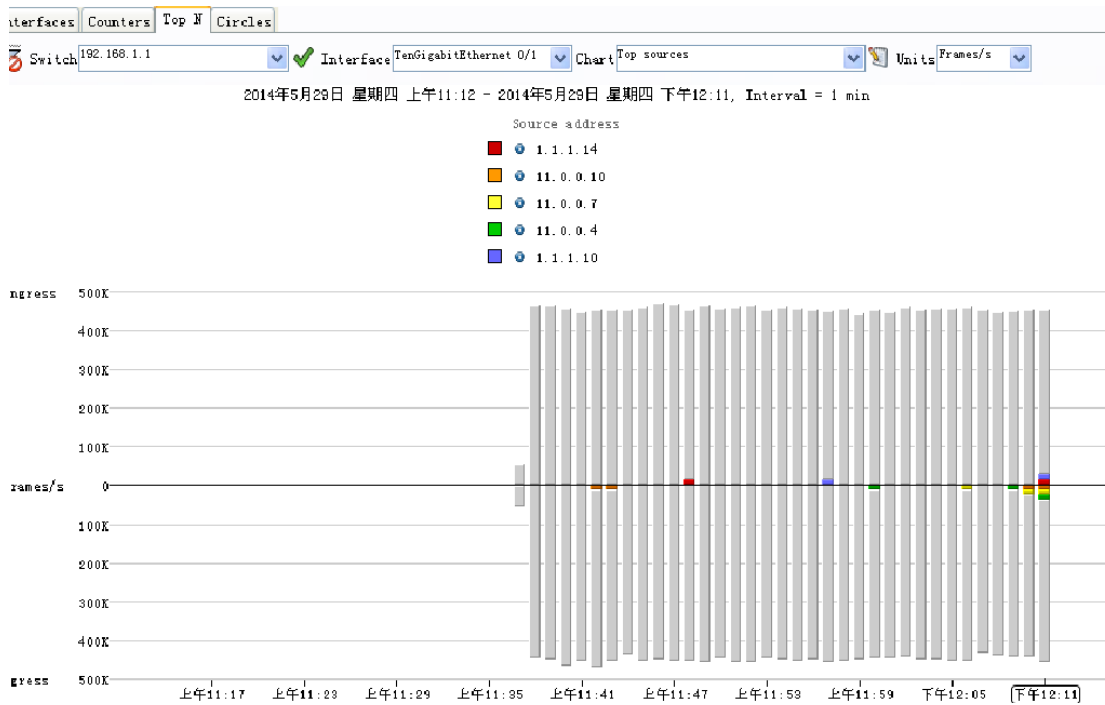 nterfaces Counters Top N Circles
Switch 192.168.1.1 Interface TenGigabitEthernet 0/1 Chart Top sources Units Frames/s
2014年5月29日 星期四 上午11:12 - 2014年5月29日 星期四 下午12:11, Interval = 1 min
Source address
1.1.1.14
11.0.0.10
11.0.0.7
11.0.0.4
1.1.1.10
ngress 500K
400K
300K
200K
100K
rames/s 0
100K
200K
300K
400K
gress 500K
上午11:17 上午11:23 上午11:29 上午11:35 上午11:41 上午11:47 上午11:53 上午11:59 下午12:05 下午12:11